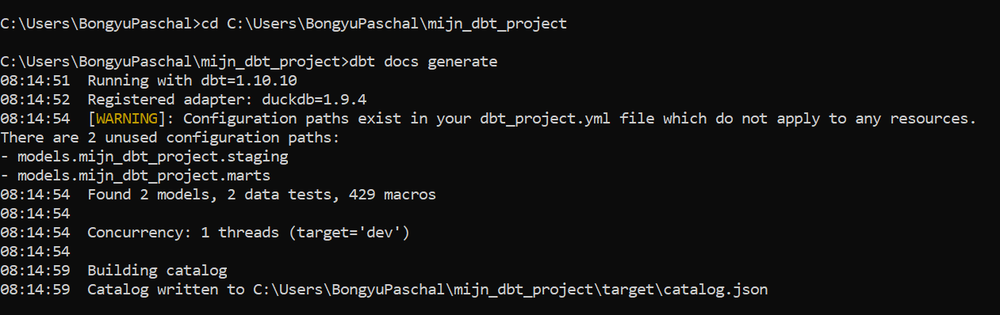 C:\Users\BongyuPaschal>cd C:\Users\BongyuPaschal\mijn_dbt_project
C:\Users\BongyuPaschal\mijn_dbt_project>dbt docs generate
08:14:51  Running with dbt=1.10.10
08:14:52  Registered adapter: duckdb=1.9.4
08:14:54  [WARNING]: Configuration paths exist in your dbt_project.yml file which do not apply to any resources.
There are 2 unused configuration paths:
- models.mijn_dbt_project.staging
- models.mijn_dbt_project.marts
08:14:54  Found 2 models, 2 data tests, 429 macros
08:14:54
08:14:54  Concurrency: 1 threads (target='dev')
08:14:54
08:14:59  Building catalog
08:14:59  Catalog written to C:\Users\BongyuPaschal\mijn_dbt_project\target\catalog.json